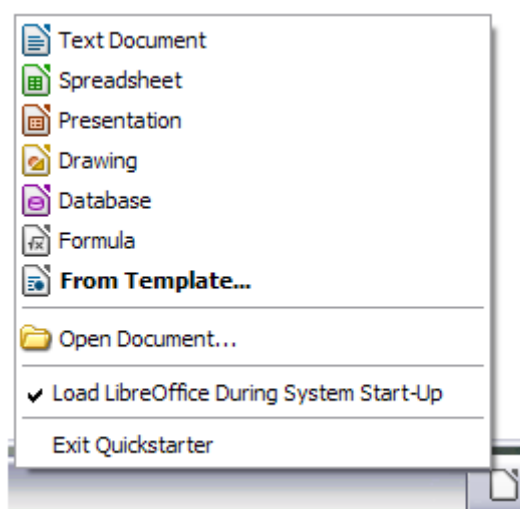 Text Document
Spreadsheet
Presentation
Drawing
Database
Formula
From Template...
Open Document...
Load LibreOffice During System Start-Up
Exit Quickstarter